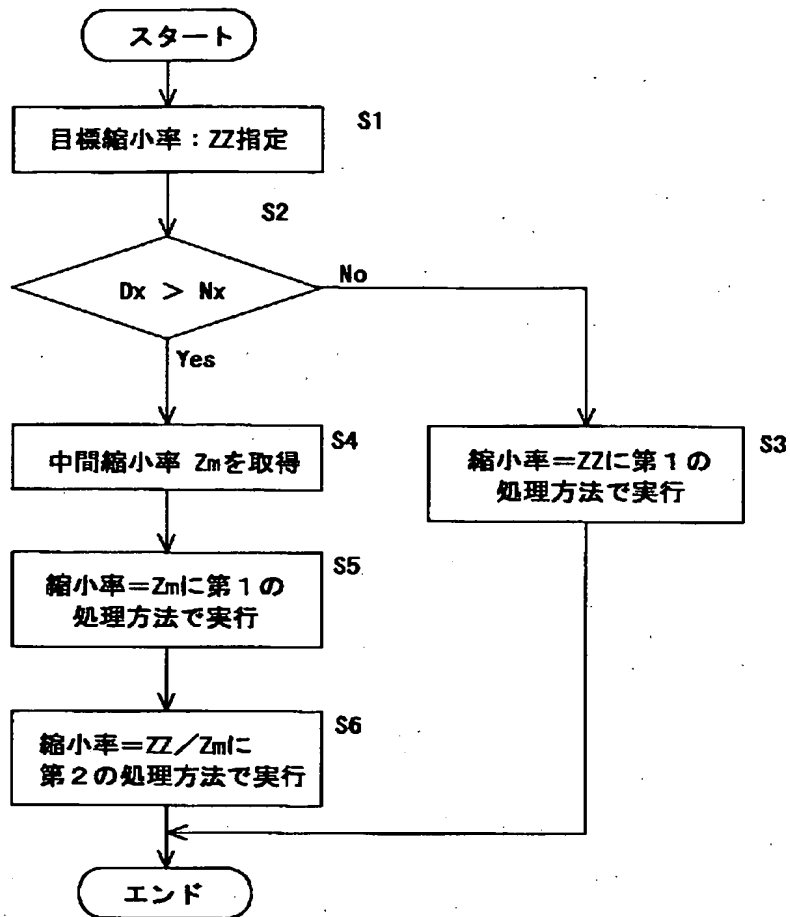 スタート
S1
目標縮小率：ZZ指定
S2
Dx > Nx
No
Yes
S4
中間縮小率 Zmを取得
S3
縮小率＝ZZに第１の
処理方法で実行
S5
縮小率＝Zmに第１の
処理方法で実行
S6
縮小率＝ZZ／Zmに
第２の処理方法で実行
エンド